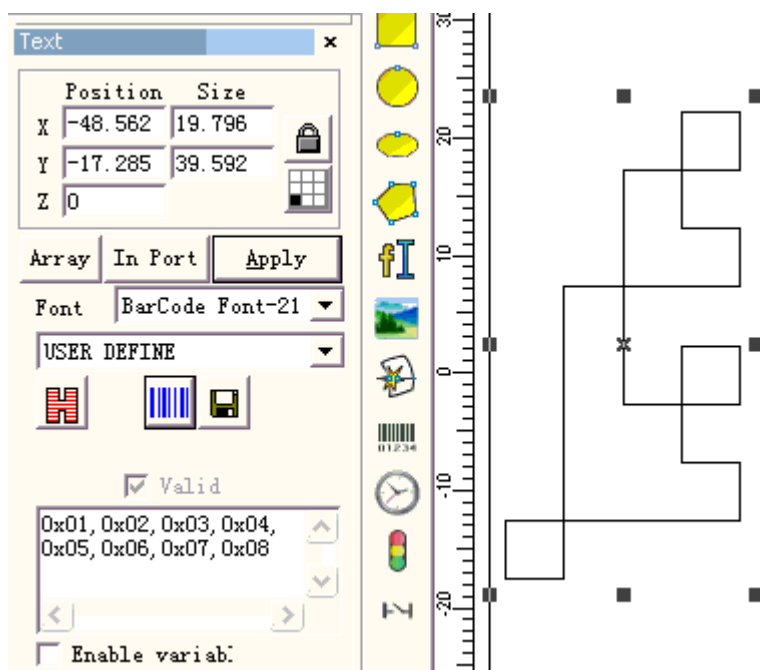 Text
Position Size
X -48.562 19.796
Y -17.285 39.592
Z 0
Array In Port Apply
Font BarCode Font-21
USER DEFINE
Valid
0x01, 0x02, 0x03, 0x04,
0x05, 0x06, 0x07, 0x08
Enable variab
01234
30
20
10
0
-10
-20